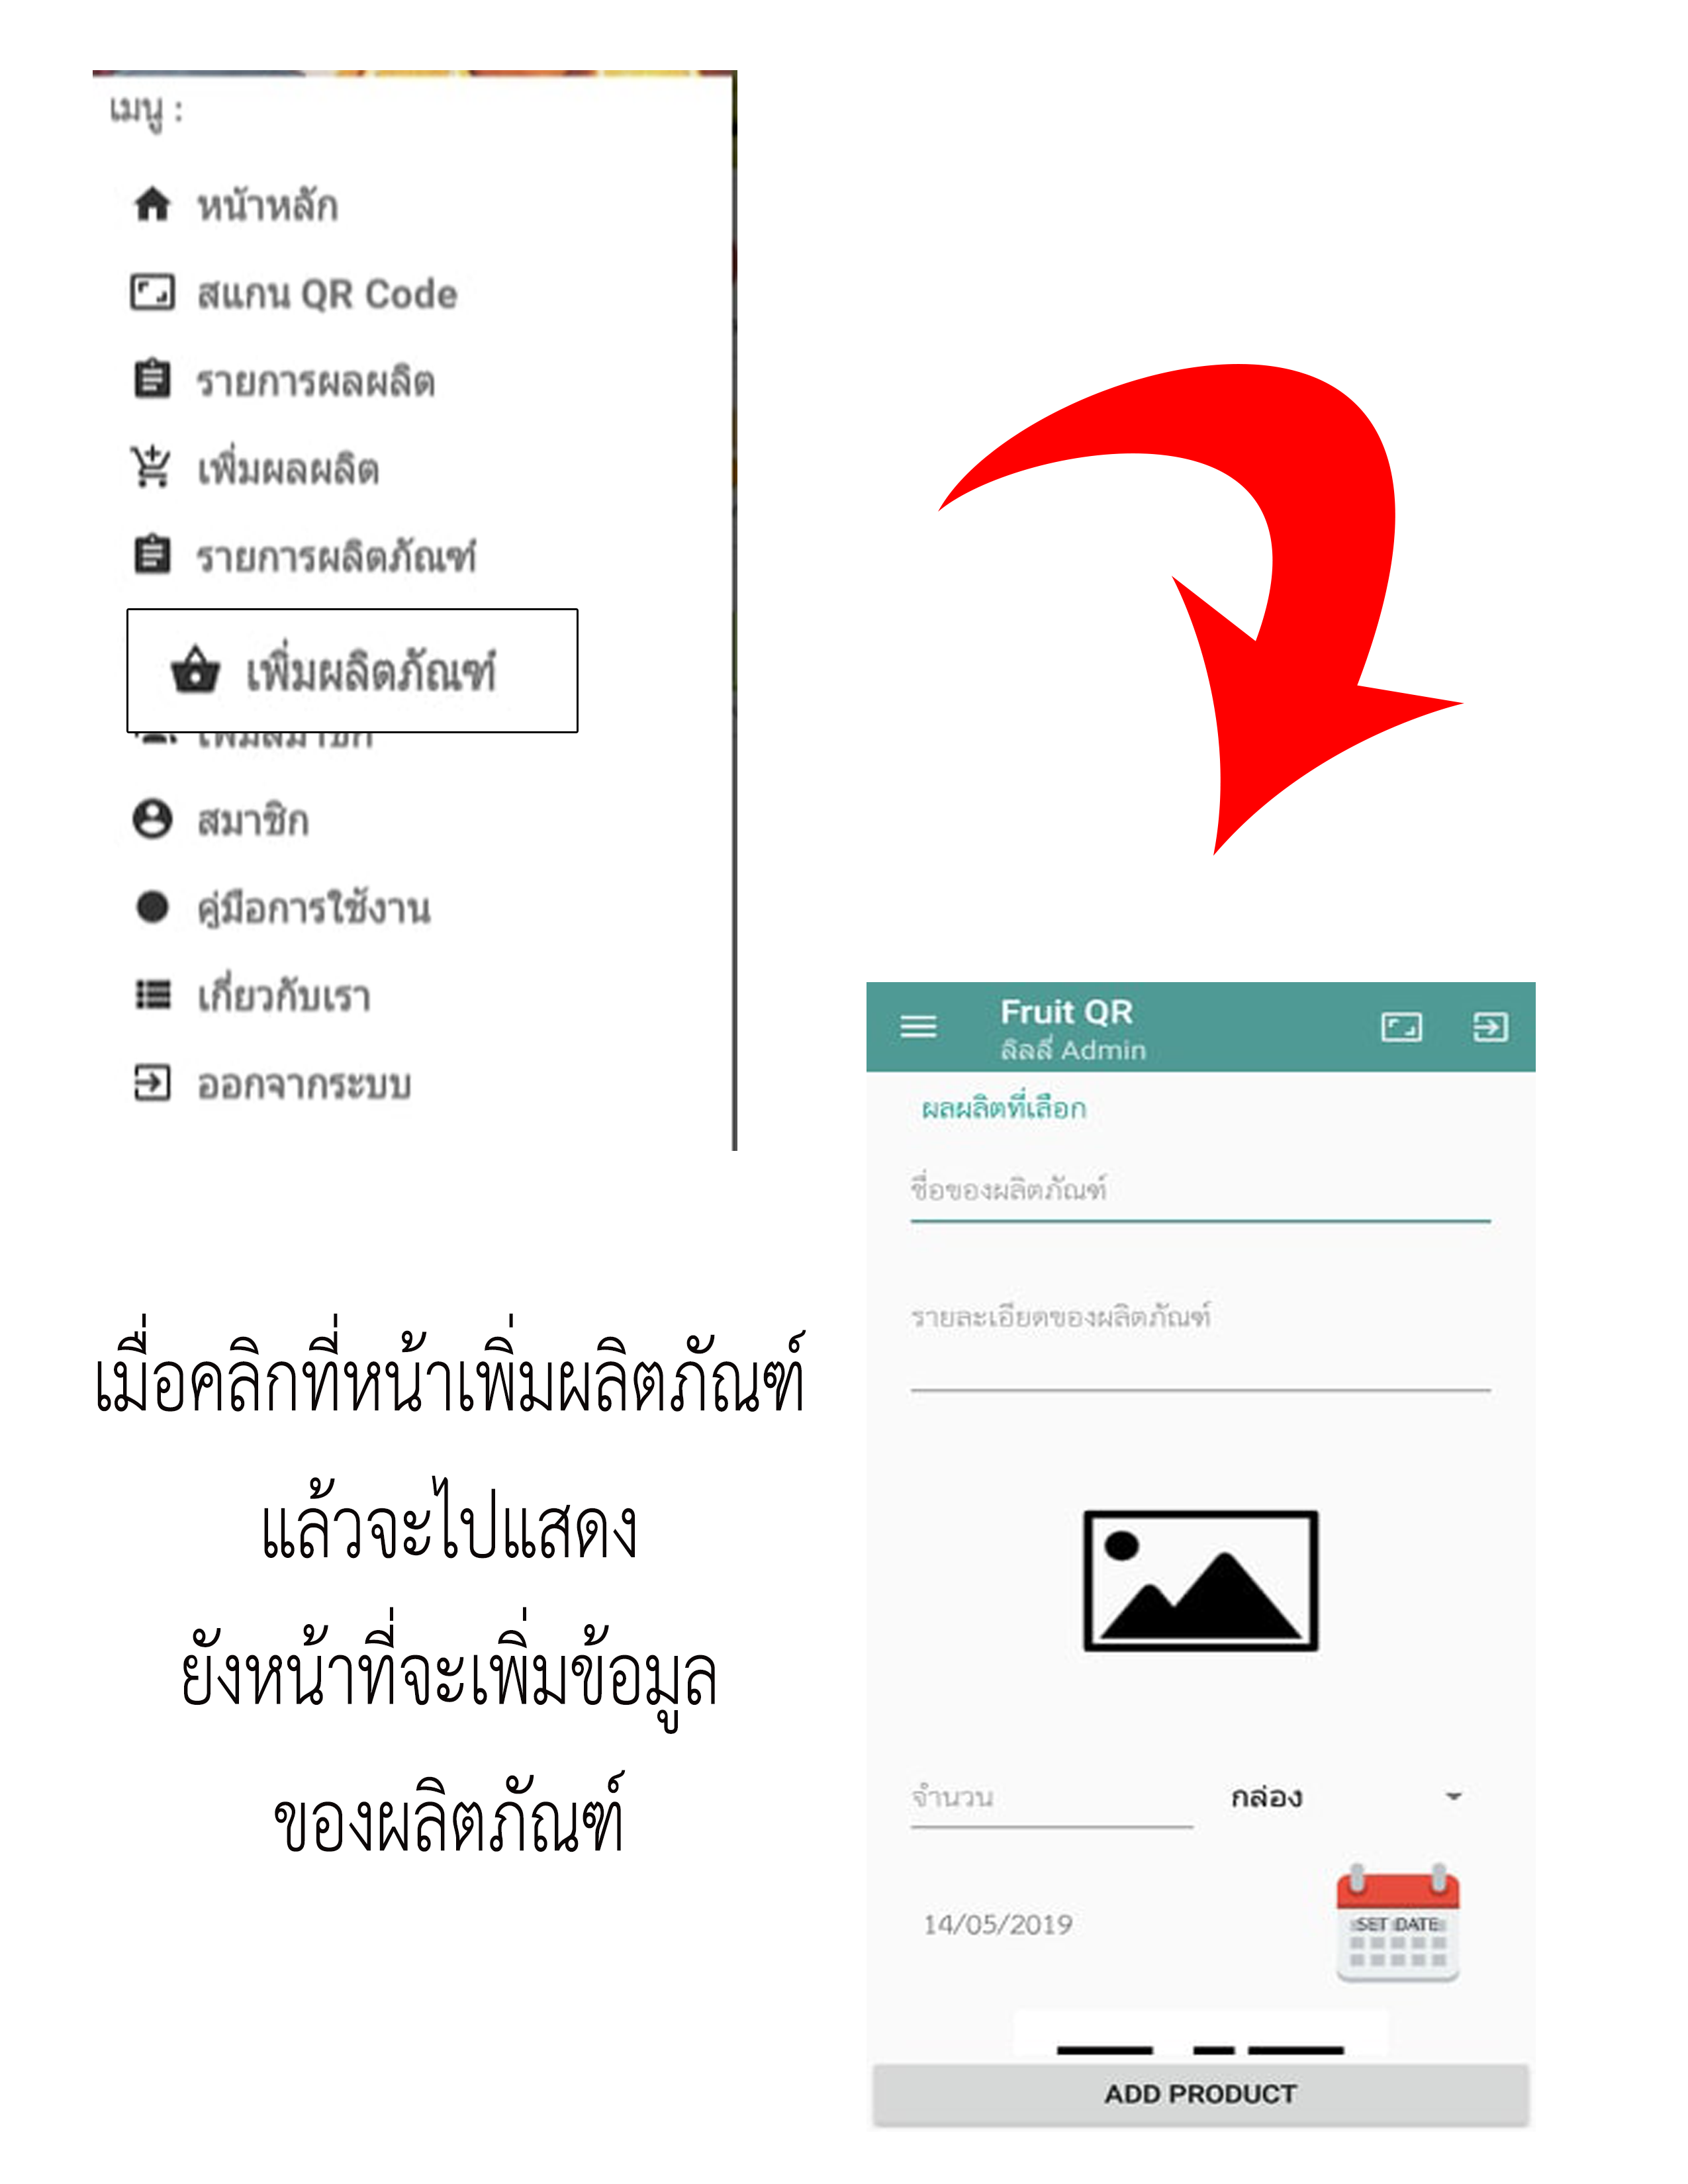 เมนู :
หน้าหลัก
สแกน QR Code
รายการผลผลิต
เพิ่มผลผลิต
รายการผลิตภัณฑ์
เพิ่มผลิตภัณฑ์
เพิ่มสมาชิก
สมาชิก
คู่มือการใช้งาน
เกี่ยวกับเรา
ออกจากระบบ
เมื่อคลิกที่หน้าเพิ่มผลิตภัณฑ์
แล้วจะไปแสดง
ยังหน้าที่จะเพิ่มข้อมูล
ของผลิตภัณฑ์
Fruit QR
ลิลลี่ Admin
ผลผลิตที่เลือก
ชื่อของผลิตภัณฑ์
รายละเอียดของผลิตภัณฑ์
จำนวน กล่อง
14/05/2019 SET DATE
ADD PRODUCT